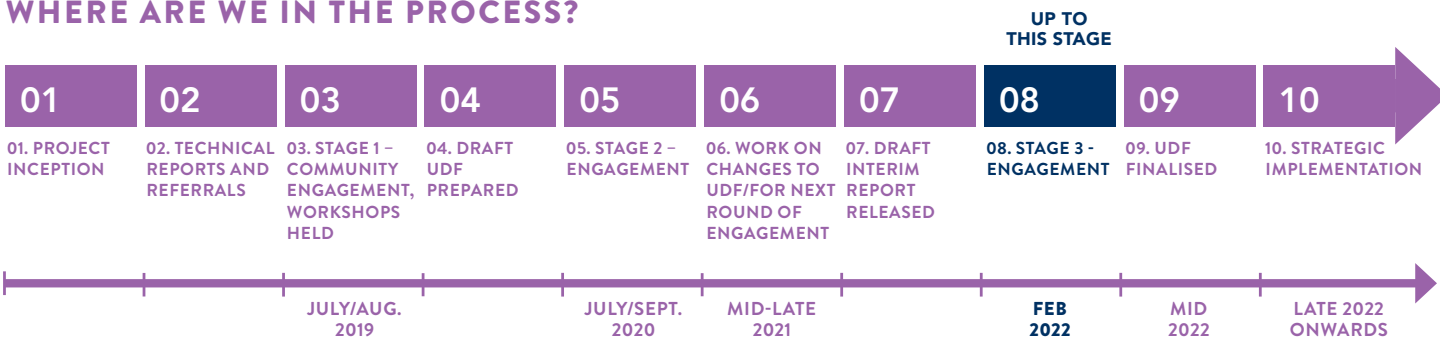 WHERE ARE WE IN THE PROCESS?
UP TO
THIS STAGE
01
02
03
04
05
06
07
08
09
10
01. PROJECT
INCEPTION
02. TECHNICAL
REPORTS AND
REFERRALS
03. STAGE 1 –
COMMUNITY
ENGAGEMENT,
WORKSHOPS
HELD
04. DRAFT
UDF
PREPARED
05. STAGE 2 –
ENGAGEMENT
06. WORK ON
CHANGES TO
UDF/FOR NEXT
ROUND OF
ENGAGEMENT
07. DRAFT
INTERIM
REPORT
RELEASED
08. STAGE 3 -
ENGAGEMENT
09. UDF
FINALISED
10. STRATEGIC
IMPLEMENTATION
JULY/AUG.
2019
JULY/SEPT.
2020
MID-LATE
2021
FEB
2022
MID
2022
LATE 2022
ONWARDS